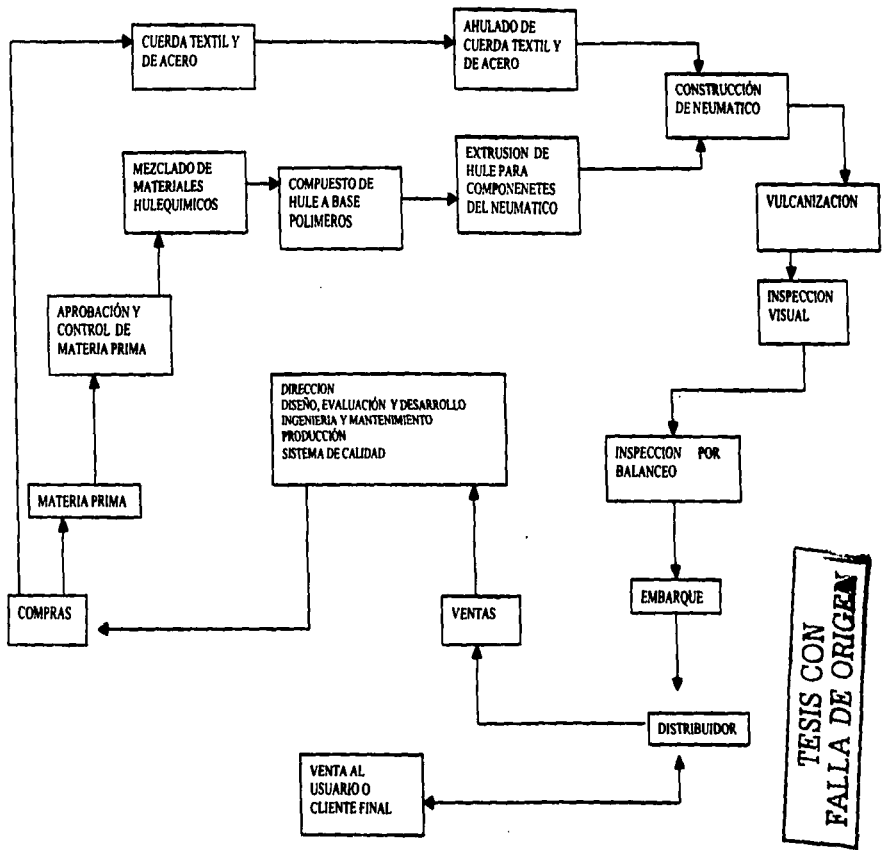 CUERDA TEXTIL Y
DE ACERO
AHULADO DE
CUERDA TEXTIL Y
DE ACERO
CONSTRUCCIÓN
DE NEUMATICO
MEZCLADO DE
MATERIALES
HULEQUIMICOS
COMPUESTO DE
HULE A BASE
POLIMEROS
EXTRUSION DE
HULE PARA
COMPONENETES
DEL NEUMATICO
VULCANIZACION
INSPECCION
VISUAL
APROBACIÓN Y
CONTROL DE
MATERIA PRIMA
DIRECCION
DISEÑO, EVALUACIÓN Y DESARROLLO
INGENIERIA Y MANTENIMIENTO
PRODUCCIÓN
SISTEMA DE CALIDAD
INSPECCION POR
BALANCEO
MATERIA PRIMA
COMPRAS
VENTAS
EMBARQUE
DISTRIBUIDOR
VENTA AL
USUARIO O
CLIENTE FINAL
TESIS CON
FALLA DE ORIGEN